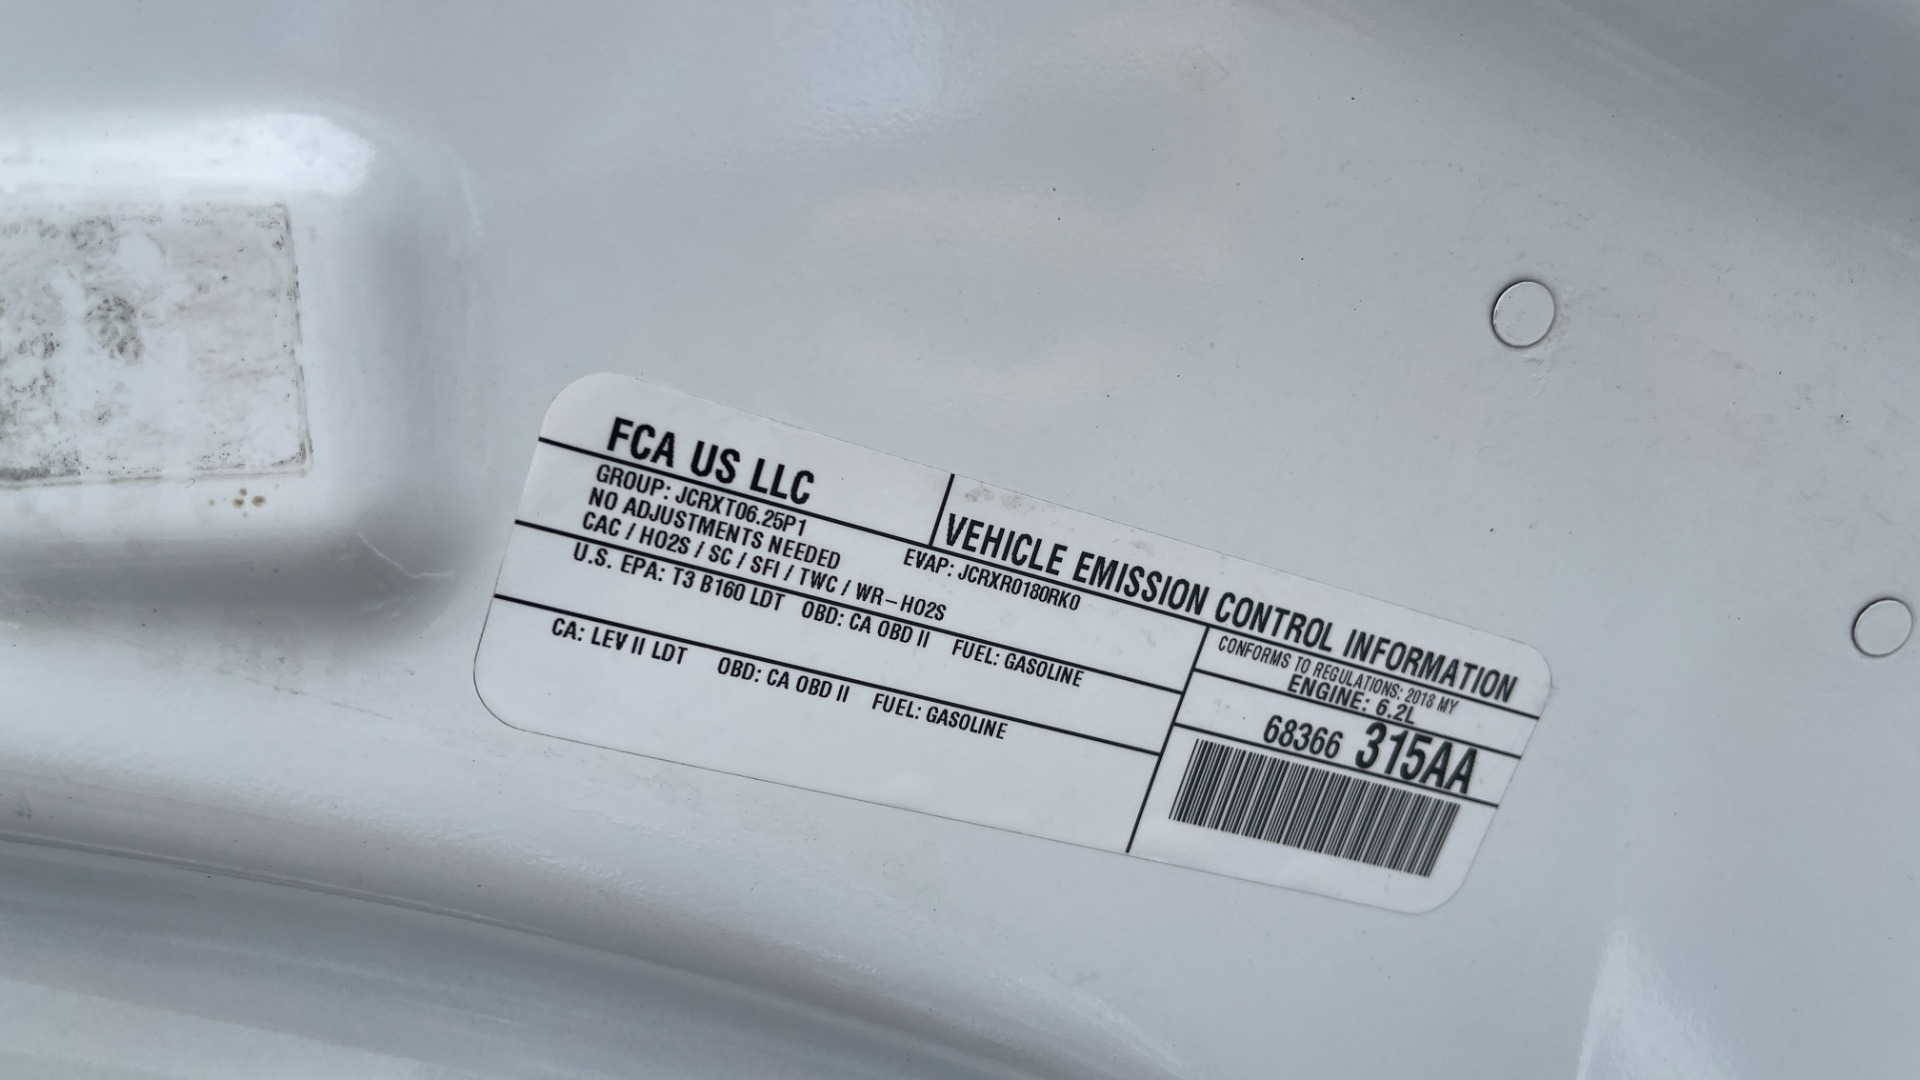 FCA US LLC
VEHICLE EMISSION CONTROL INFORMATION
GROUP: JCRXT06.25P1
EVAP: JCRXR0180RK0
NO ADJUSTMENTS NEEDED
CAC / HO2S / SC / SFI / TWC / WR-HO2S
U.S. EPA: T3 B160 LDT OBD: CA OBD II FUEL: GASOLINE
CA: LEV II LDT OBD: CA OBD II FUEL: GASOLINE
CONFORMS TO REGULATIONS: 2018 MY
ENGINE: 6.2L
68366 315AA